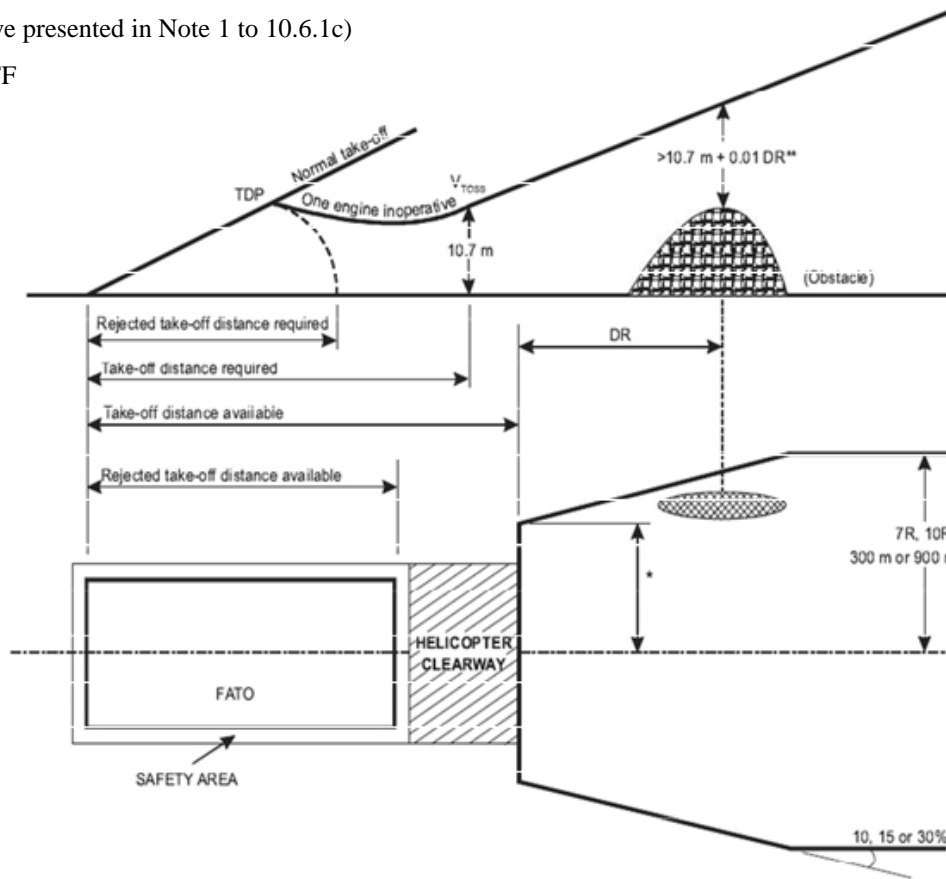 ve presented in Note 1 to 10.6.1c)
F
Normal take-off
TDP
VTOSS
One engine inoperative
>10.7 m + 0.01 DR**
10.7 m
(Obstacle)
Rejected take-off distance required
DR
Take-off distance required
Take-off distance available
Rejected take-off distance available
7R, 10R
300 m or 900 m
*
HELICOPTER
CLEARWAY
FATO
SAFETY AREA
10, 15 or 30%